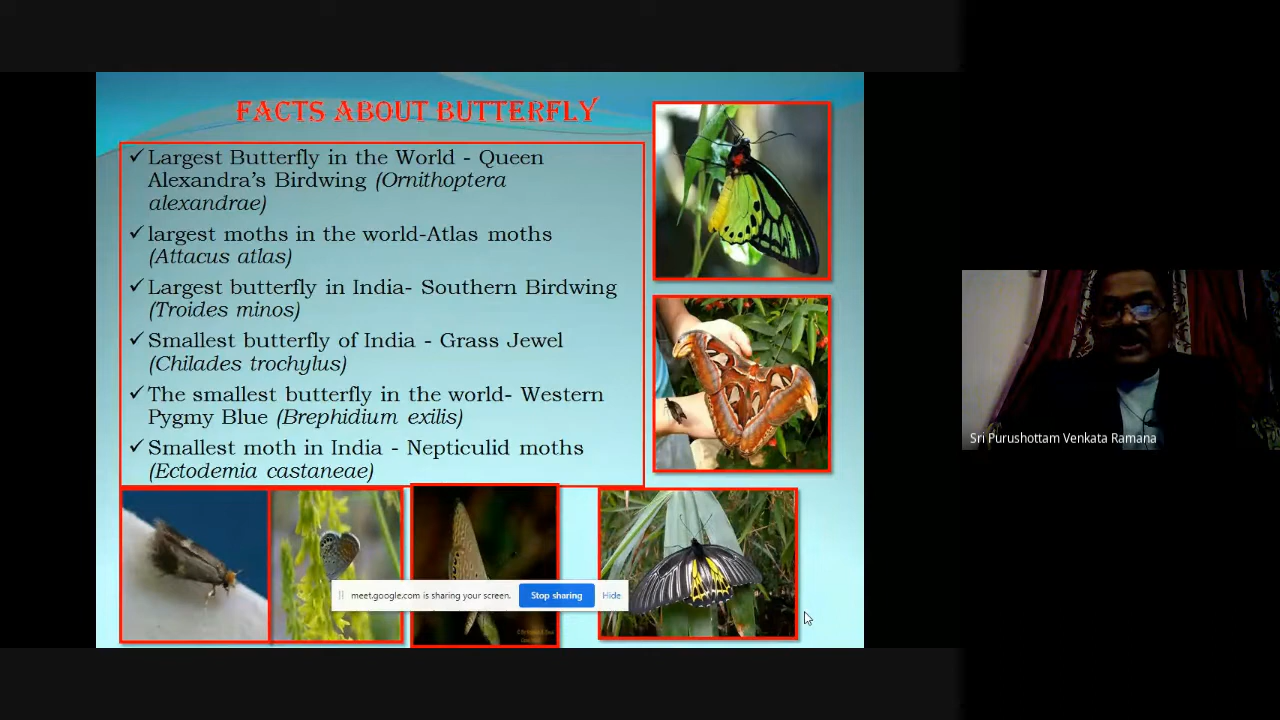 FACTS ABOUT BUTTERFLY
✓ Largest Butterfly in the World - Queen
Alexandra's Birdwing (Ornithoptera
alexandrae)
✓ largest moths in the world-Atlas moths
(Attacus atlas)
✓ Largest butterfly in India- Southern Birdwing
(Troides minos)
✓ Smallest butterfly of India - Grass Jewel
(Chilades trochylus)
✓ The smallest butterfly in the world- Western
Pygmy Blue (Brephidium exilis)
✓ Smallest moth in India - Nepticulid moths
(Ectodemia castaneae)
meet.google.com is sharing your screen. Stop sharing Hide
Sri Purushottam Venkata Ramana